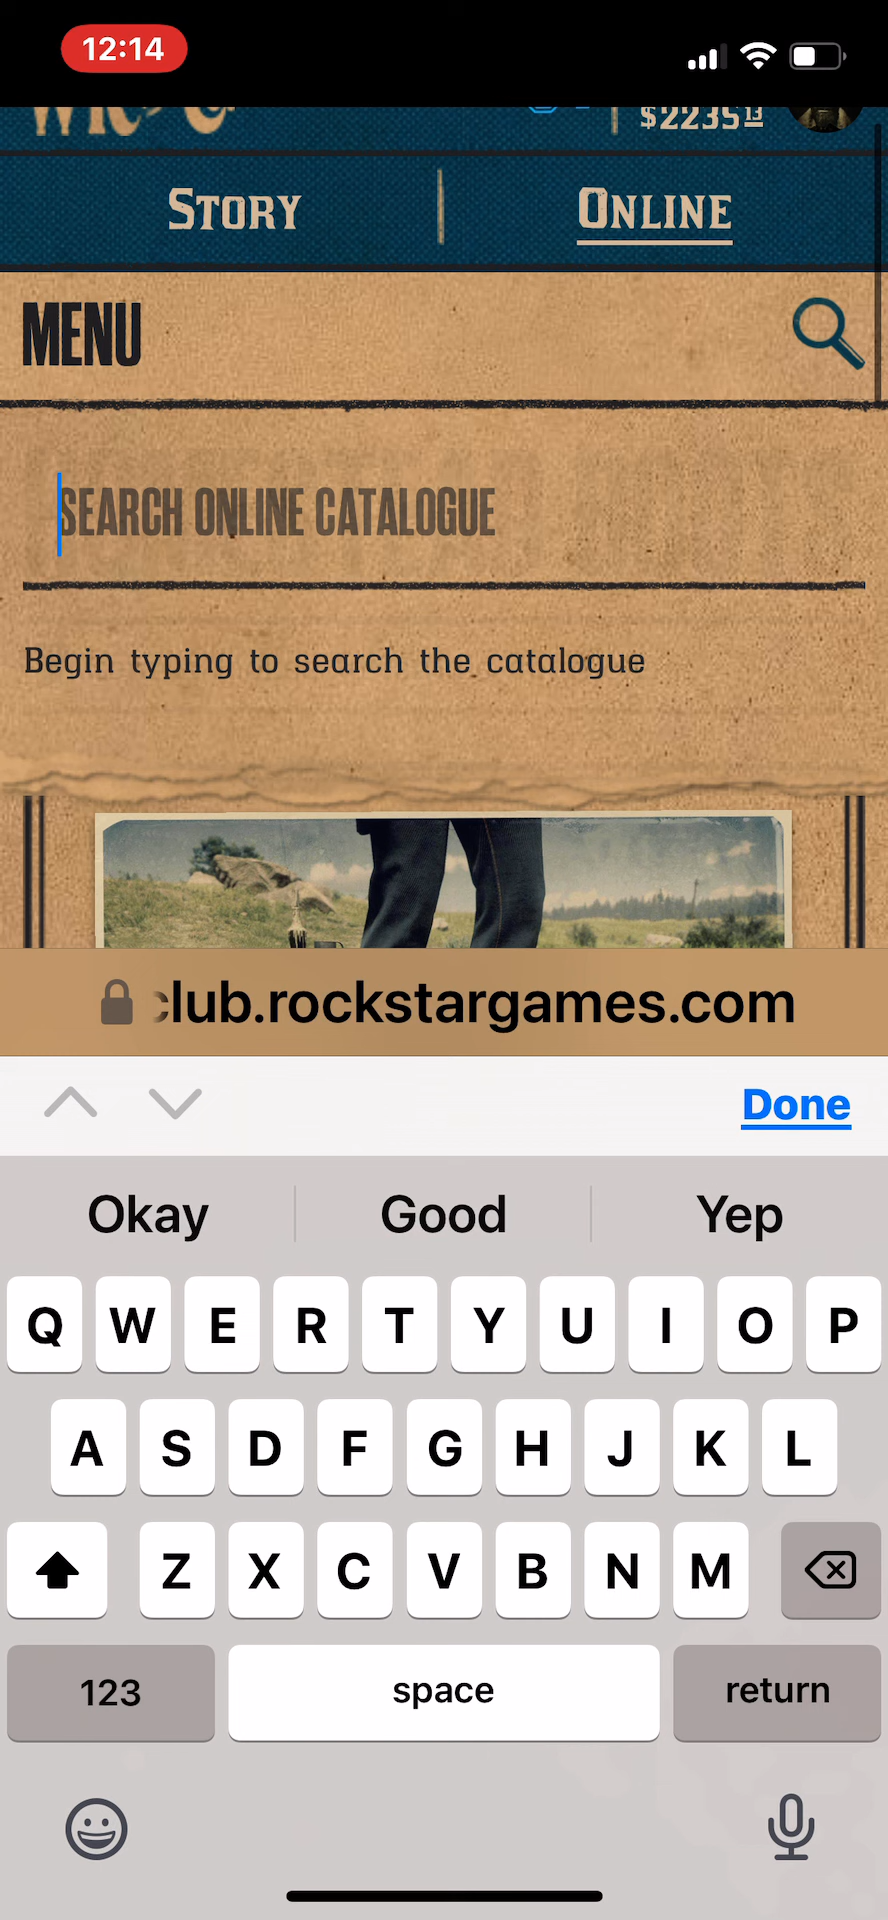 12:14
$2235 13
STORY
ONLINE
MENU
SEARCH ONLINE CATALOGUE
Begin typing to search the catalogue
club.rockstargames.com
Done
Okay Good Yep
Q W E R T Y U I O P
A S D F G H J K L
Z X C V B N M
123 space return